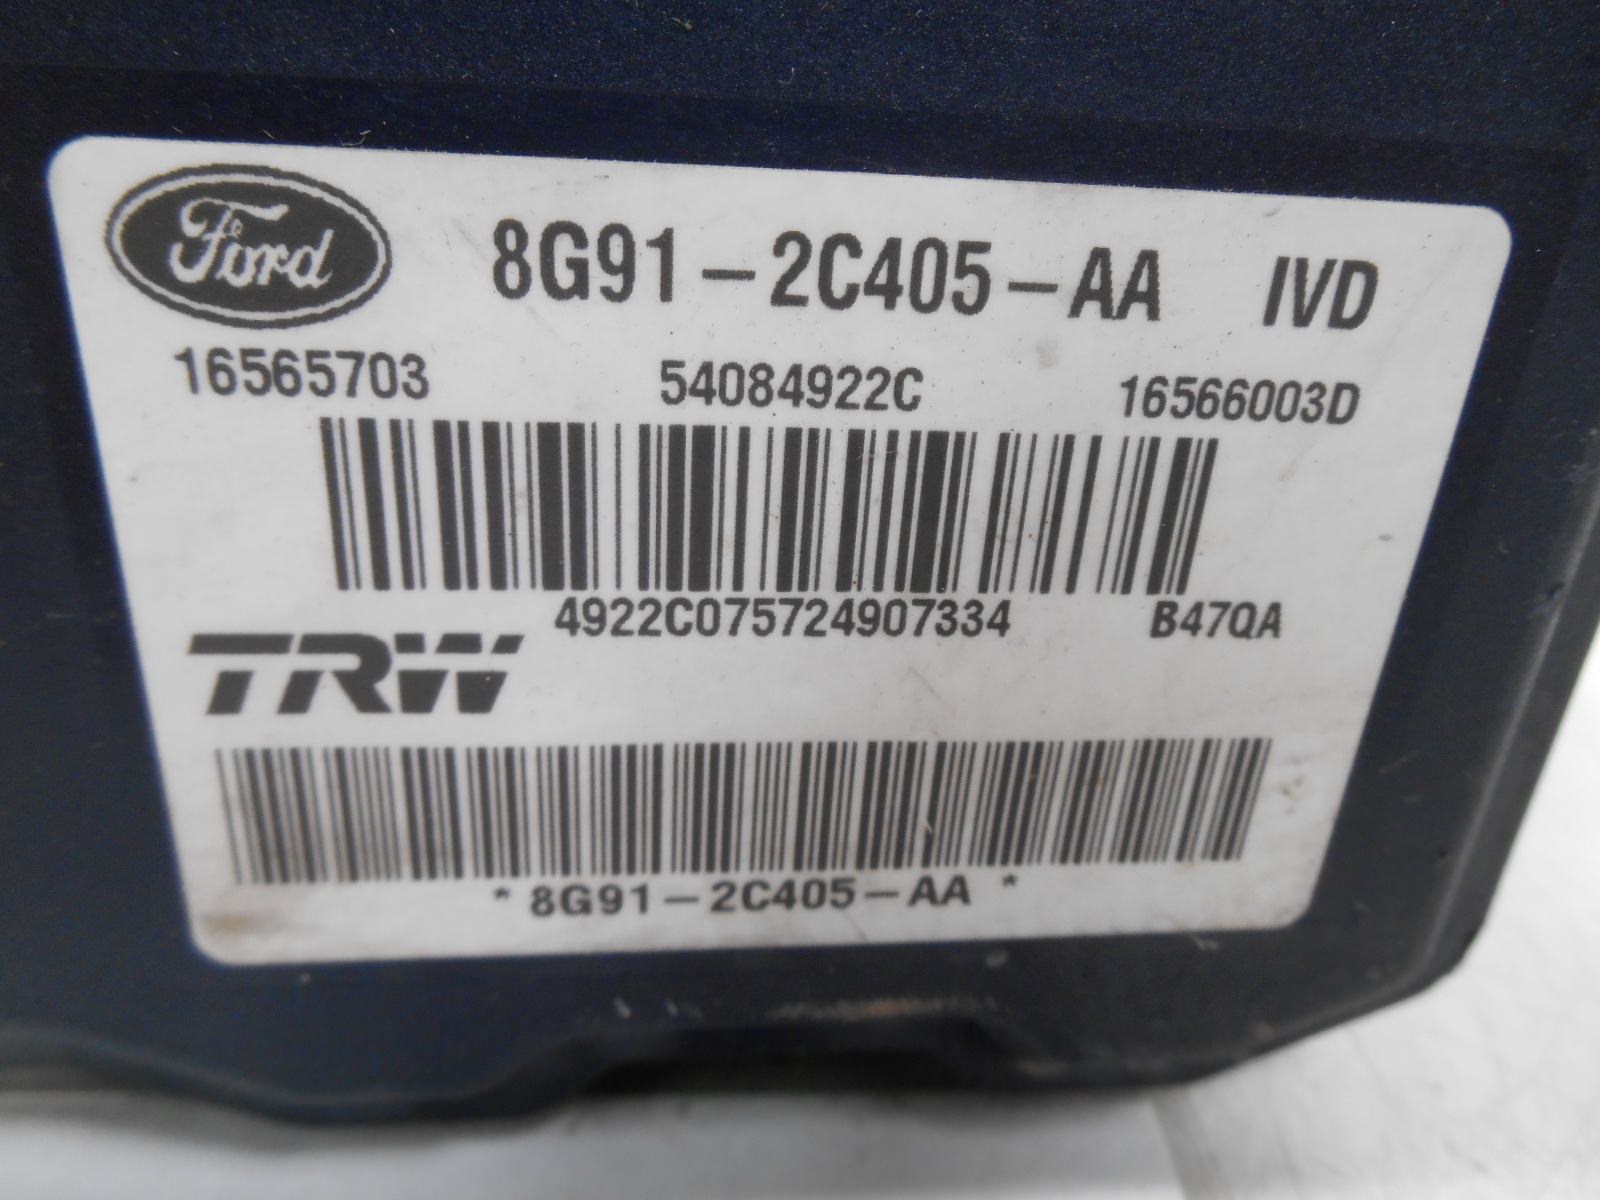 Ford 8G91-2C405-AA IVD
16565703 54084922C 16566003D
4922C075724907334 B47QA
TRW
* 8G91-2C405-AA *